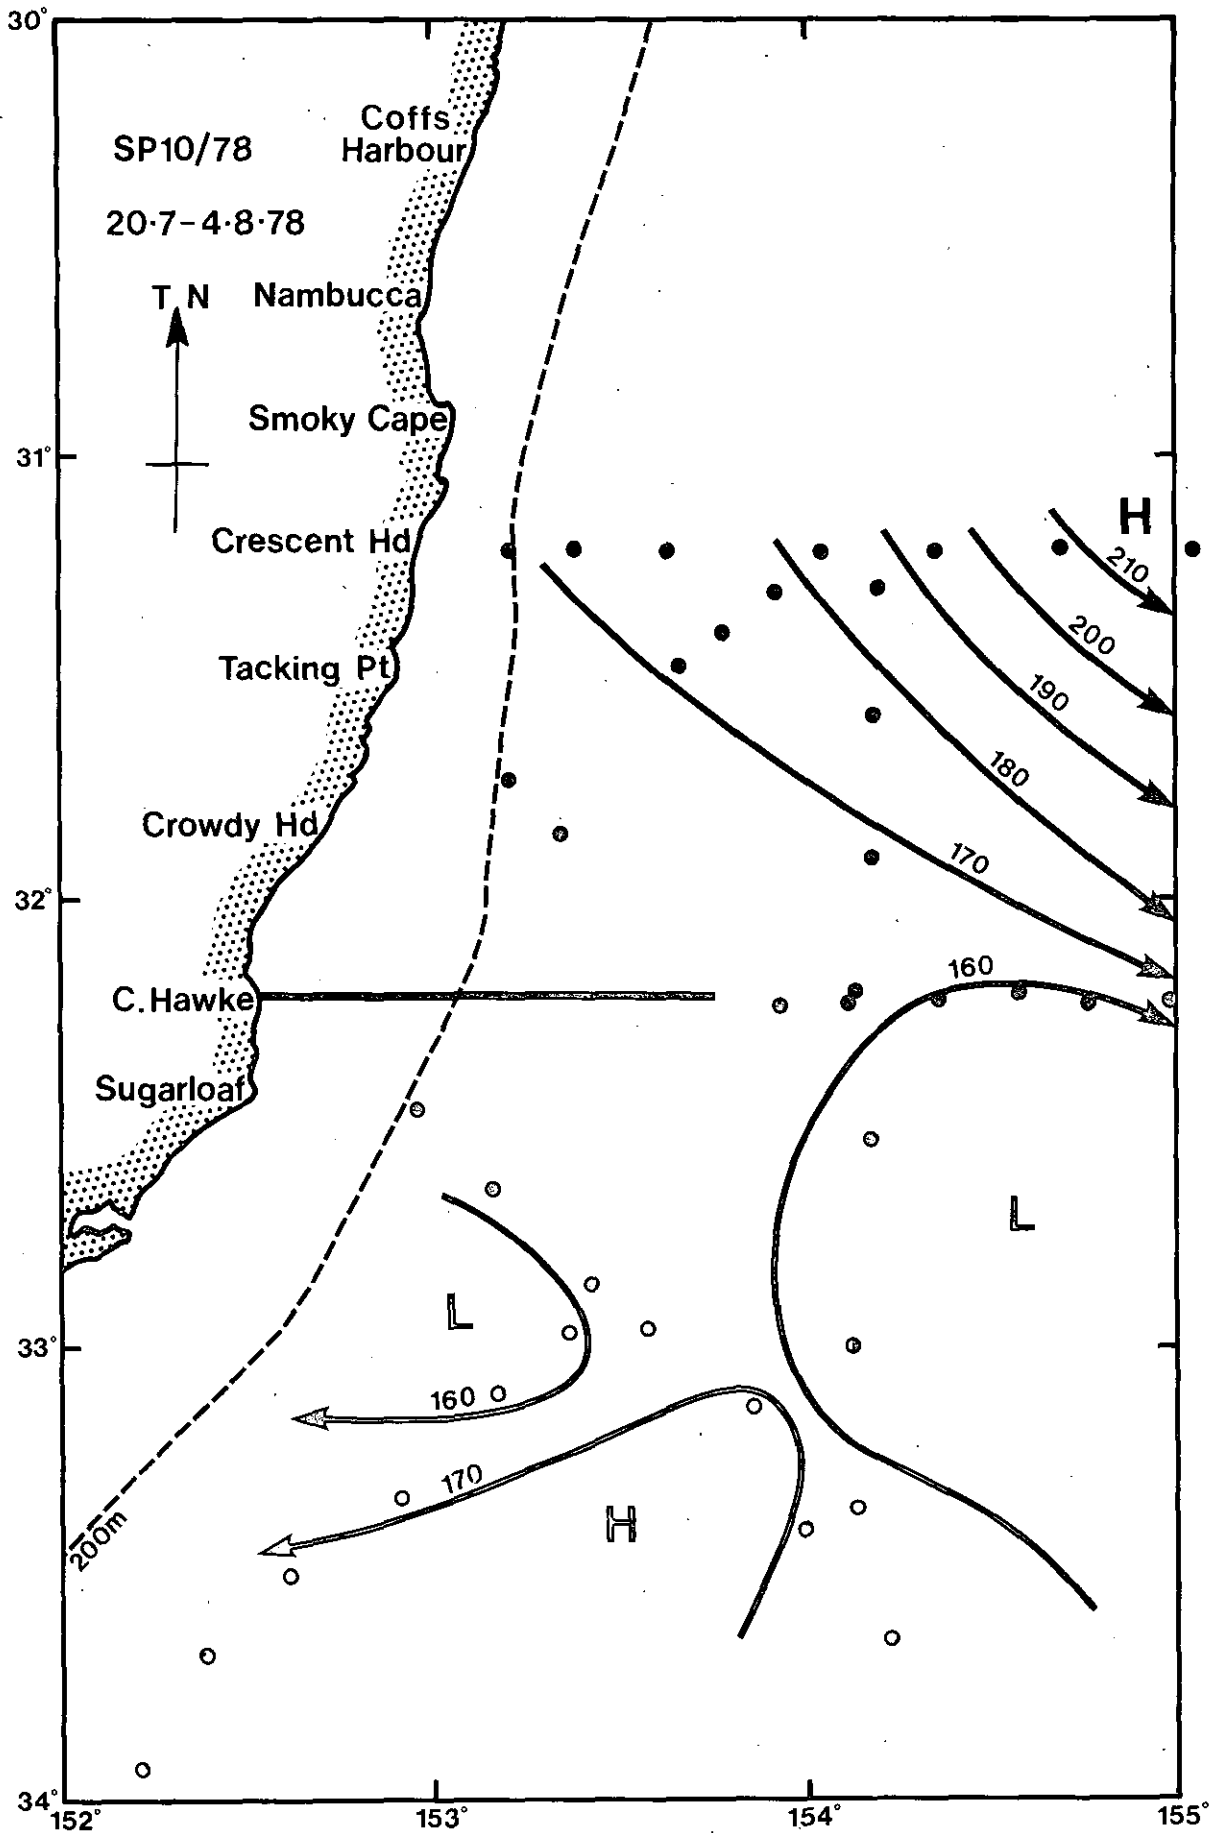 30°
Coffs
SP10/78
Harbour
20·7-4·8·78
T N
Nambucca
Smoky Cape
31°
H
Crescent Hd
210
200
Tacking Pt
190
180
Crowdy Hd
170
32°
160
C.Hawke
Sugarloaf
L
L
33°
160
170
H
200m
34°
152°
153°
154°
155°